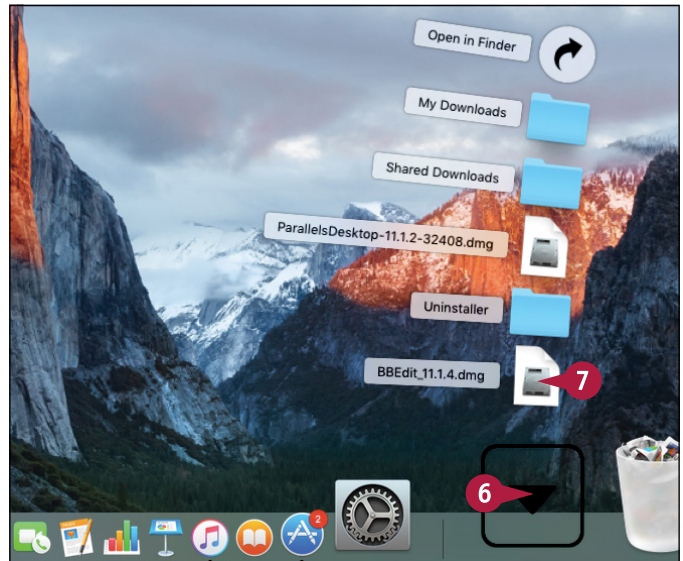 Open in Finder
My Downloads
Shared Downloads
ParallelsDesktop-11.1.2-32408.dmg
Uninstaller
BBEdit_11.1.4.dmg
7
6
2